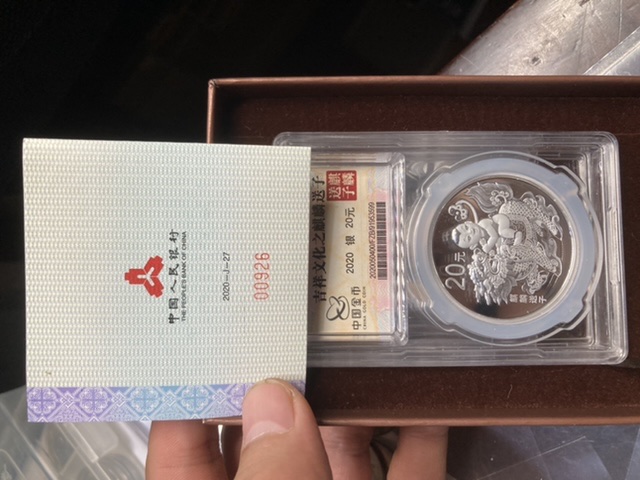 中国人民银行
THE PEOPLE'S BANK OF CHINA
2020-J-27
00926
吉祥文化之麒麟送子
麒麟
送子
2020 银 20元
中国金币
CHINA GOLD COIN
20元
麒麟送子